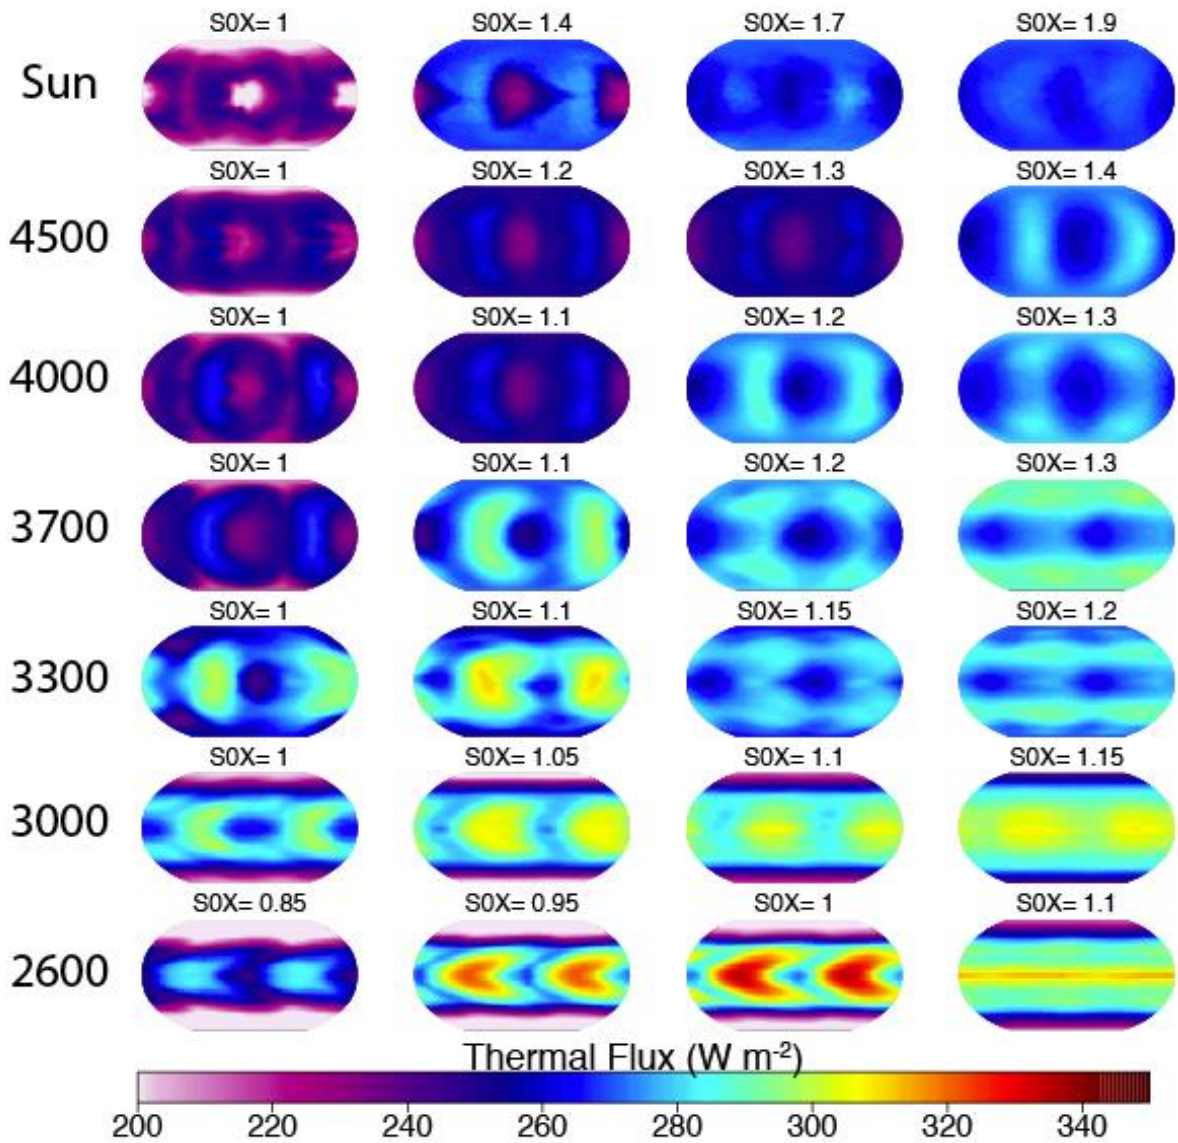 S0X= 1 S0X= 1.4 S0X= 1.7 S0X= 1.9
Sun
S0X= 1 S0X= 1.2 S0X= 1.3 S0X= 1.4
4500
S0X= 1 S0X= 1.1 S0X= 1.2 S0X= 1.3
4000
S0X= 1 S0X= 1.1 S0X= 1.2 S0X= 1.3
3700
S0X= 1 S0X= 1.1 S0X= 1.15 S0X= 1.2
3300
S0X= 1 S0X= 1.05 S0X= 1.1 S0X= 1.15
3000
S0X= 0.85 S0X= 0.95 S0X= 1 S0X= 1.1
2600
Thermal Flux (W m⁻²)
200 220 240 260 280 300 320 340